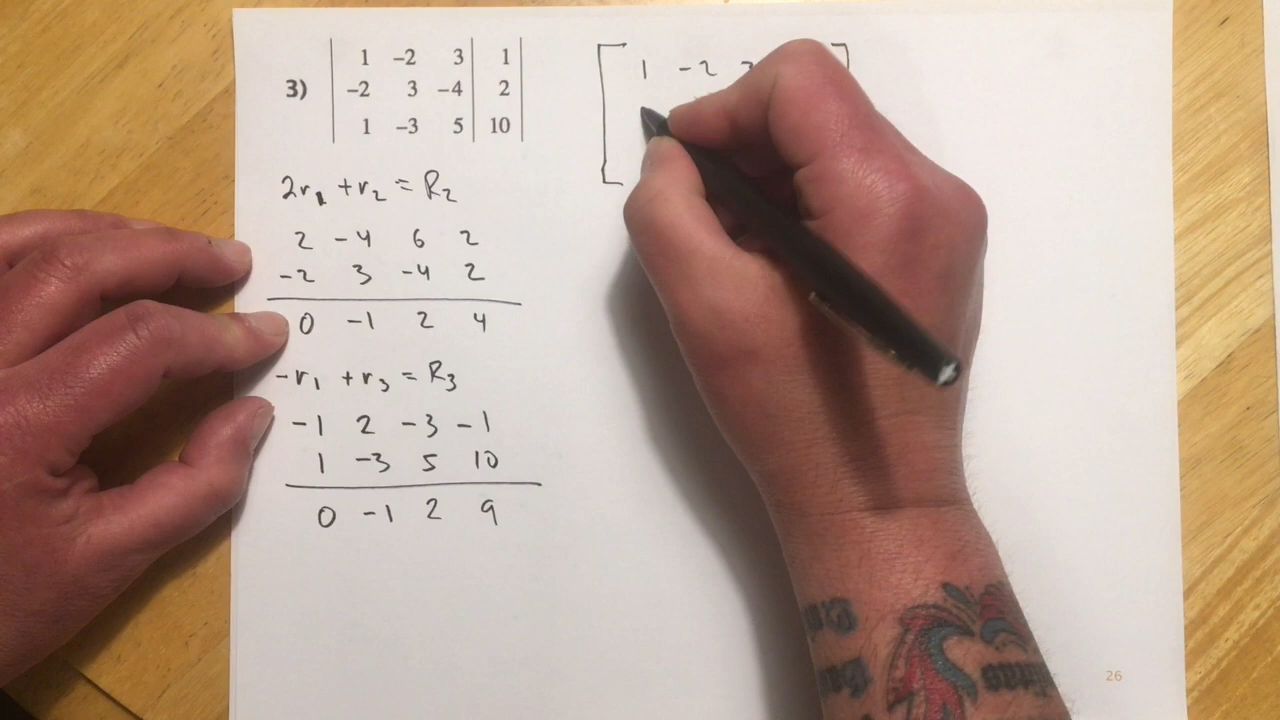 3) 1 -2 3 1
-2 3 -4 2
1 -3 5 10
1 -2
2r1 + r2 = R2
2 -4 6 2
-2 3 -4 2
0 -1 2 4
-r1 + r3 = R3
-1 2 -3 -1
1 -3 5 10
0 -1 2 9
26